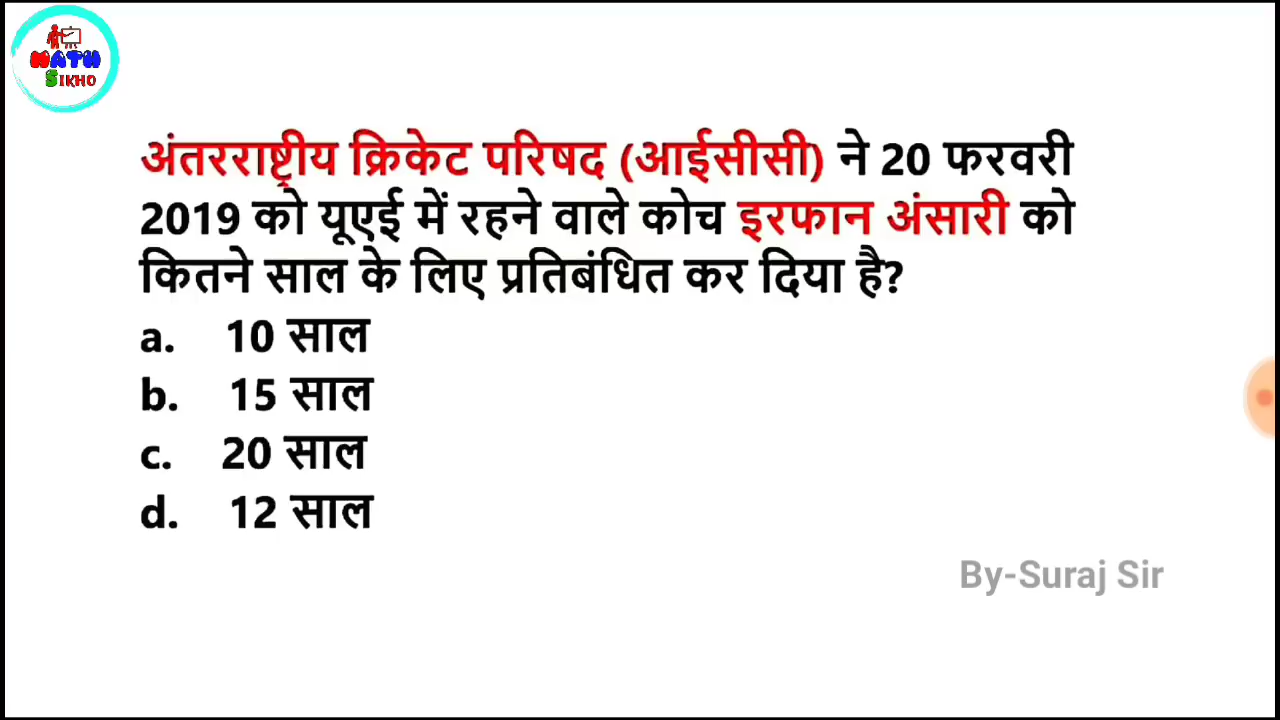 MATH
SIKHO
अंतरराष्ट्रीय क्रिकेट परिषद (आईसीसी) ने 20 फरवरी
2019 को यूएई में रहने वाले कोच इरफान अंसारी को
कितने साल के लिए प्रतिबंधित कर दिया है?
a. 10 साल
b. 15 साल
c. 20 साल
d. 12 साल
By-Suraj Sir